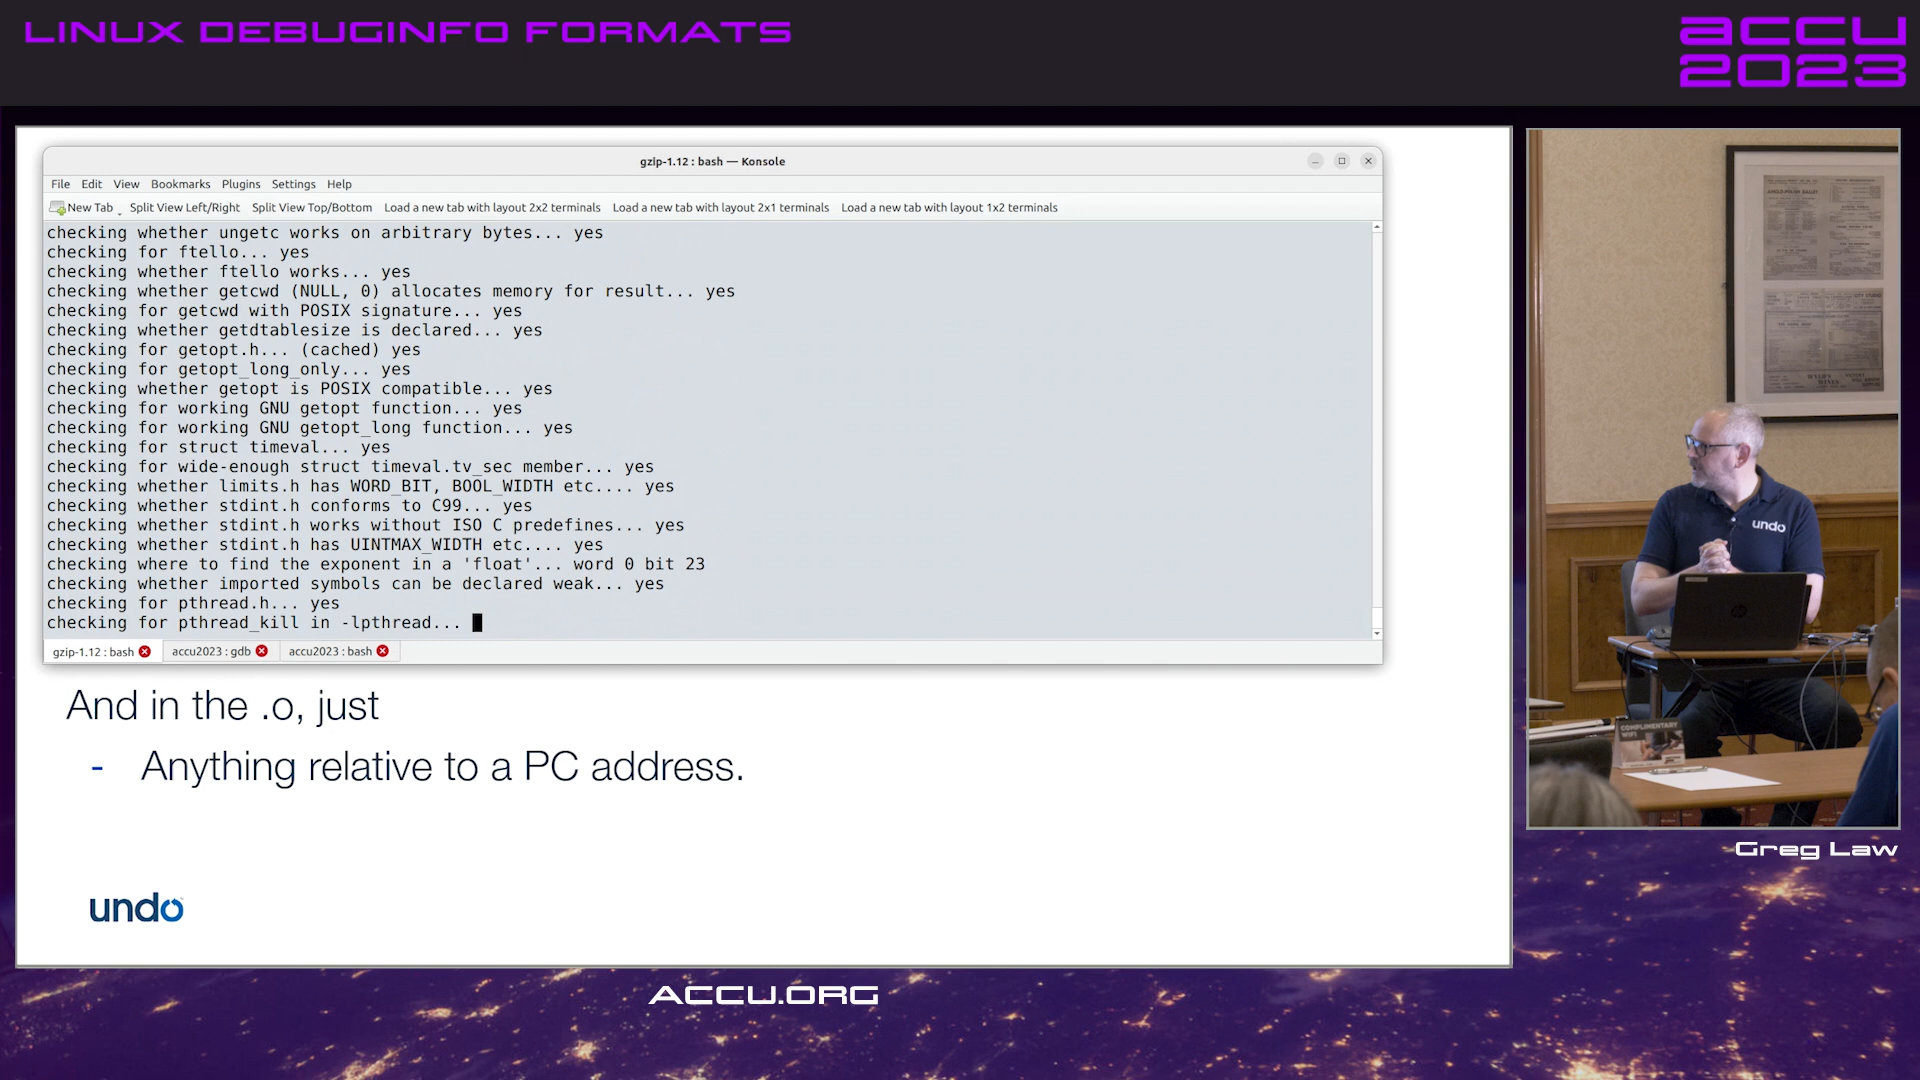 LINUX DEBUGINFO FORMATS
accu
2023
gzip-1.12 : bash — Konsole
File Edit View Bookmarks Plugins Settings Help
New Tab Split View Left/Right Split View Top/Bottom Load a new tab with layout 2x2 terminals Load a new tab with layout 2x1 terminals Load a new tab with layout 1x2 terminals
checking whether ungetc works on arbitrary bytes... yes
checking for ftello... yes
checking whether ftello works... yes
checking whether getcwd (NULL, 0) allocates memory for result... yes
checking for getcwd with POSIX signature... yes
checking whether getdtablesize is declared... yes
checking for getopt.h... (cached) yes
checking for getopt_long_only... yes
checking whether getopt is POSIX compatible... yes
checking for working GNU getopt function... yes
checking for working GNU getopt_long function... yes
checking for struct timeval... yes
checking for wide-enough struct timeval.tv_sec member... yes
checking whether limits.h has WORD_BIT, BOOL_WIDTH etc.... yes
checking whether stdint.h conforms to C99... yes
checking whether stdint.h works without ISO C predefines... yes
checking whether stdint.h has UINTMAX_WIDTH etc.... yes
checking where to find the exponent in a 'float'... word 0 bit 23
checking whether imported symbols can be declared weak... yes
checking for pthread.h... yes
checking for pthread_kill in -lpthread...
gzip-1.12 : bash accu2023 : gdb accu2023 : bash
And in the .o, just
- Anything relative to a PC address.
undo
undo
hp
COMPLIMENTARY
WIFI
Greg Law
ACCU.ORG